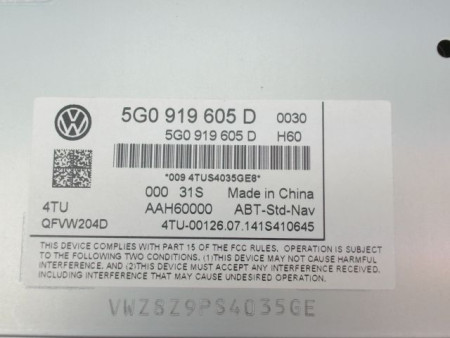 5G0 919 605 D 0030
5G0 919 605 D H60
*009 4TUS4035GE8*
000 31S Made in China
4TU AAH60000 ABT-Std-Nav
QFVW204D 4TU-00126.07.141S410645
THIS DEVICE COMPLIES WITH PART 15 OF THE FCC RULES. OPERATION IS SUBJECT
TO THE FOLLOWING TWO CONDITIONS. (1)THIS DEVICE MAY NOT CAUSE HARMFUL
INTERFERENCE, AND (2)THIS DEVICE MUST ACCEPT ANY INTERFERENCE RECEIVED
INCLUDING INTERFERENCE THAT MAY CAUSE UNDESIRED OPERATION.
VWZ8Z9PS4035GE